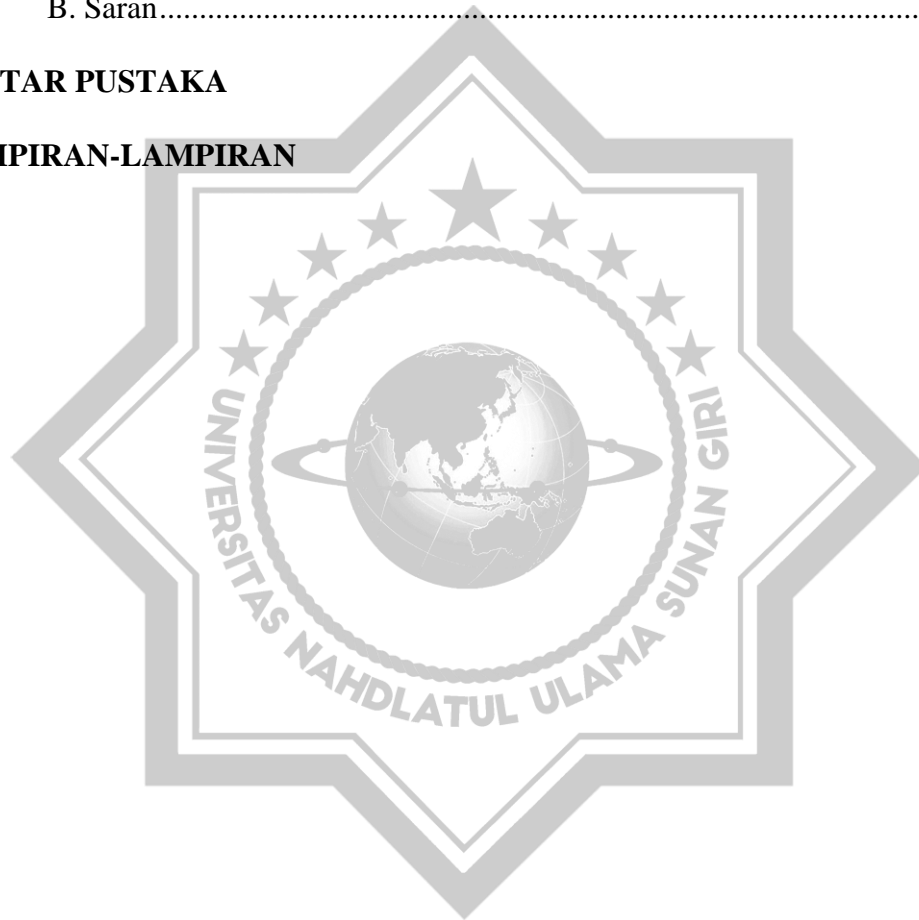 B. Saran........................................................................................................
TAR PUSTAKA
IPIRAN-LAMPIRAN
UNIVERSITAS NAHDLATUL ULAMA SUNAN GIRI